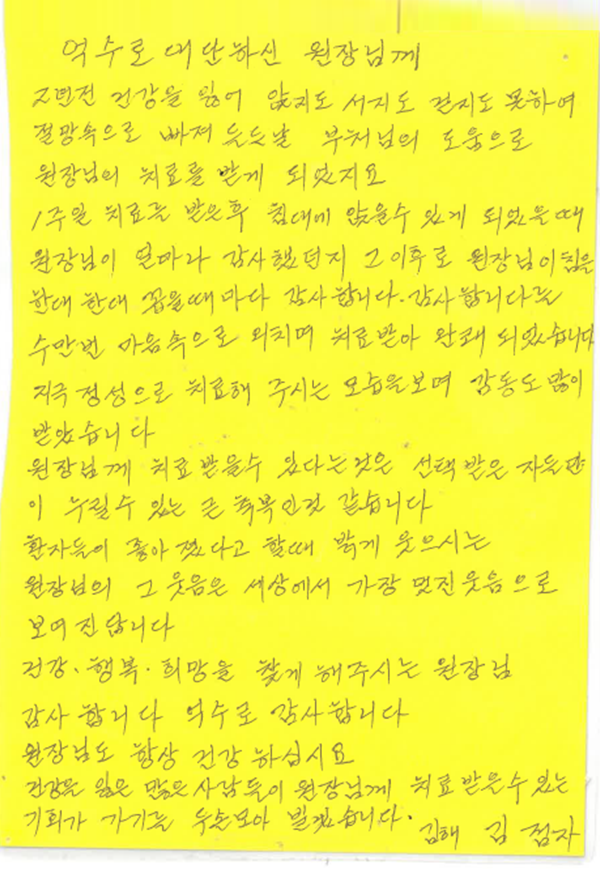 억수로 대단하신 원장님께
2년전 건강을 잃어 앉지도 서지도 걷지도 못하여
절망속으로 빠져 듯든날 부처님의 도움으로
원장님의 치료를 받게 되었지요
1주일 치료를 받은후 침대에 앉을수 있게 되었을때
원장님이 얼마나 감사했던지 그이후로 원장님이 침을
한대 한대 꼽을때 마다 감사합니다. 감사합니다를
수만번 마음속으로 외치며 치료받아 완쾌 되었습니다
지극 정성으로 치료해 주시는 모습을보며 감동도 많이
받았습니다
원장님께 치료받을수 있다는것은 선택받은 자들만
이 누릴수 있는 큰 축복인것 같습니다
환자들이 좋아졌다고 할때 밝게 웃으시는
원장님의 그 웃음은 세상에서 가장 멋진웃음으로
보여진답니다
건강·행복·희망을 찾게 해주시는 원장님
감사 합니다 억수로 감사합니다
원장님도 항상 건강 하십시요
건강을 잃은 많은사람들이 원장님께 치료받을수있는
기회가 가기를 두손모아 빌겠습니다.
김해 김점자